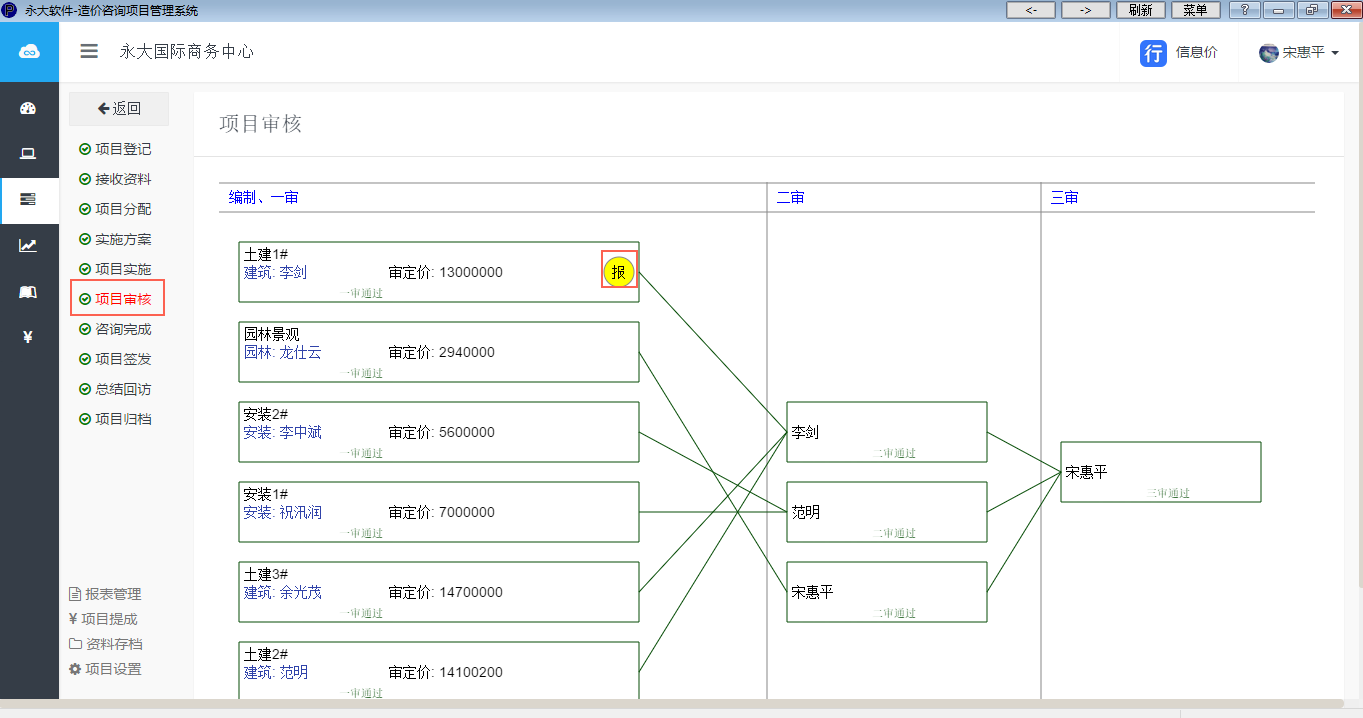 永大软件-造价咨询项目管理系统
<- -> 刷新 菜单 ?
永大国际商务中心
行 信息价
宋惠平
返回
项目登记
接收资料
项目分配
实施方案
项目实施
项目审核
咨询完成
项目签发
总结回访
项目归档
报表管理
¥ 项目提成
资料存档
项目设置
¥
项目审核
编制、一审 二审 三审
土建1#
建筑: 李剑 审定价: 13000000 报
一审通过
园林景观
园林: 龙仕云 审定价: 2940000
一审通过
安装2#
安装: 李中斌 审定价: 5600000
一审通过
安装1#
安装: 祝汛润 审定价: 7000000
一审通过
土建3#
建筑: 余光茂 审定价: 14700000
一审通过
土建2#
建筑: 范明 审定价: 14100200
一审通过
李剑
二审通过
范明
二审通过
宋惠平
二审通过
宋惠平
三审通过